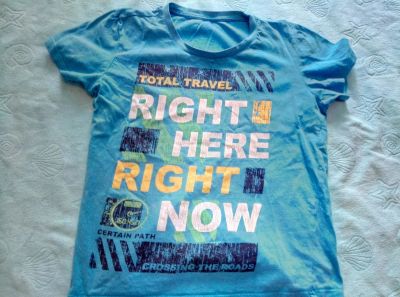 TOTAL TRAVEL
RIGHT
HERE
RIGHT
NOW
CERTAIN PATH
CROSSING THE ROADS